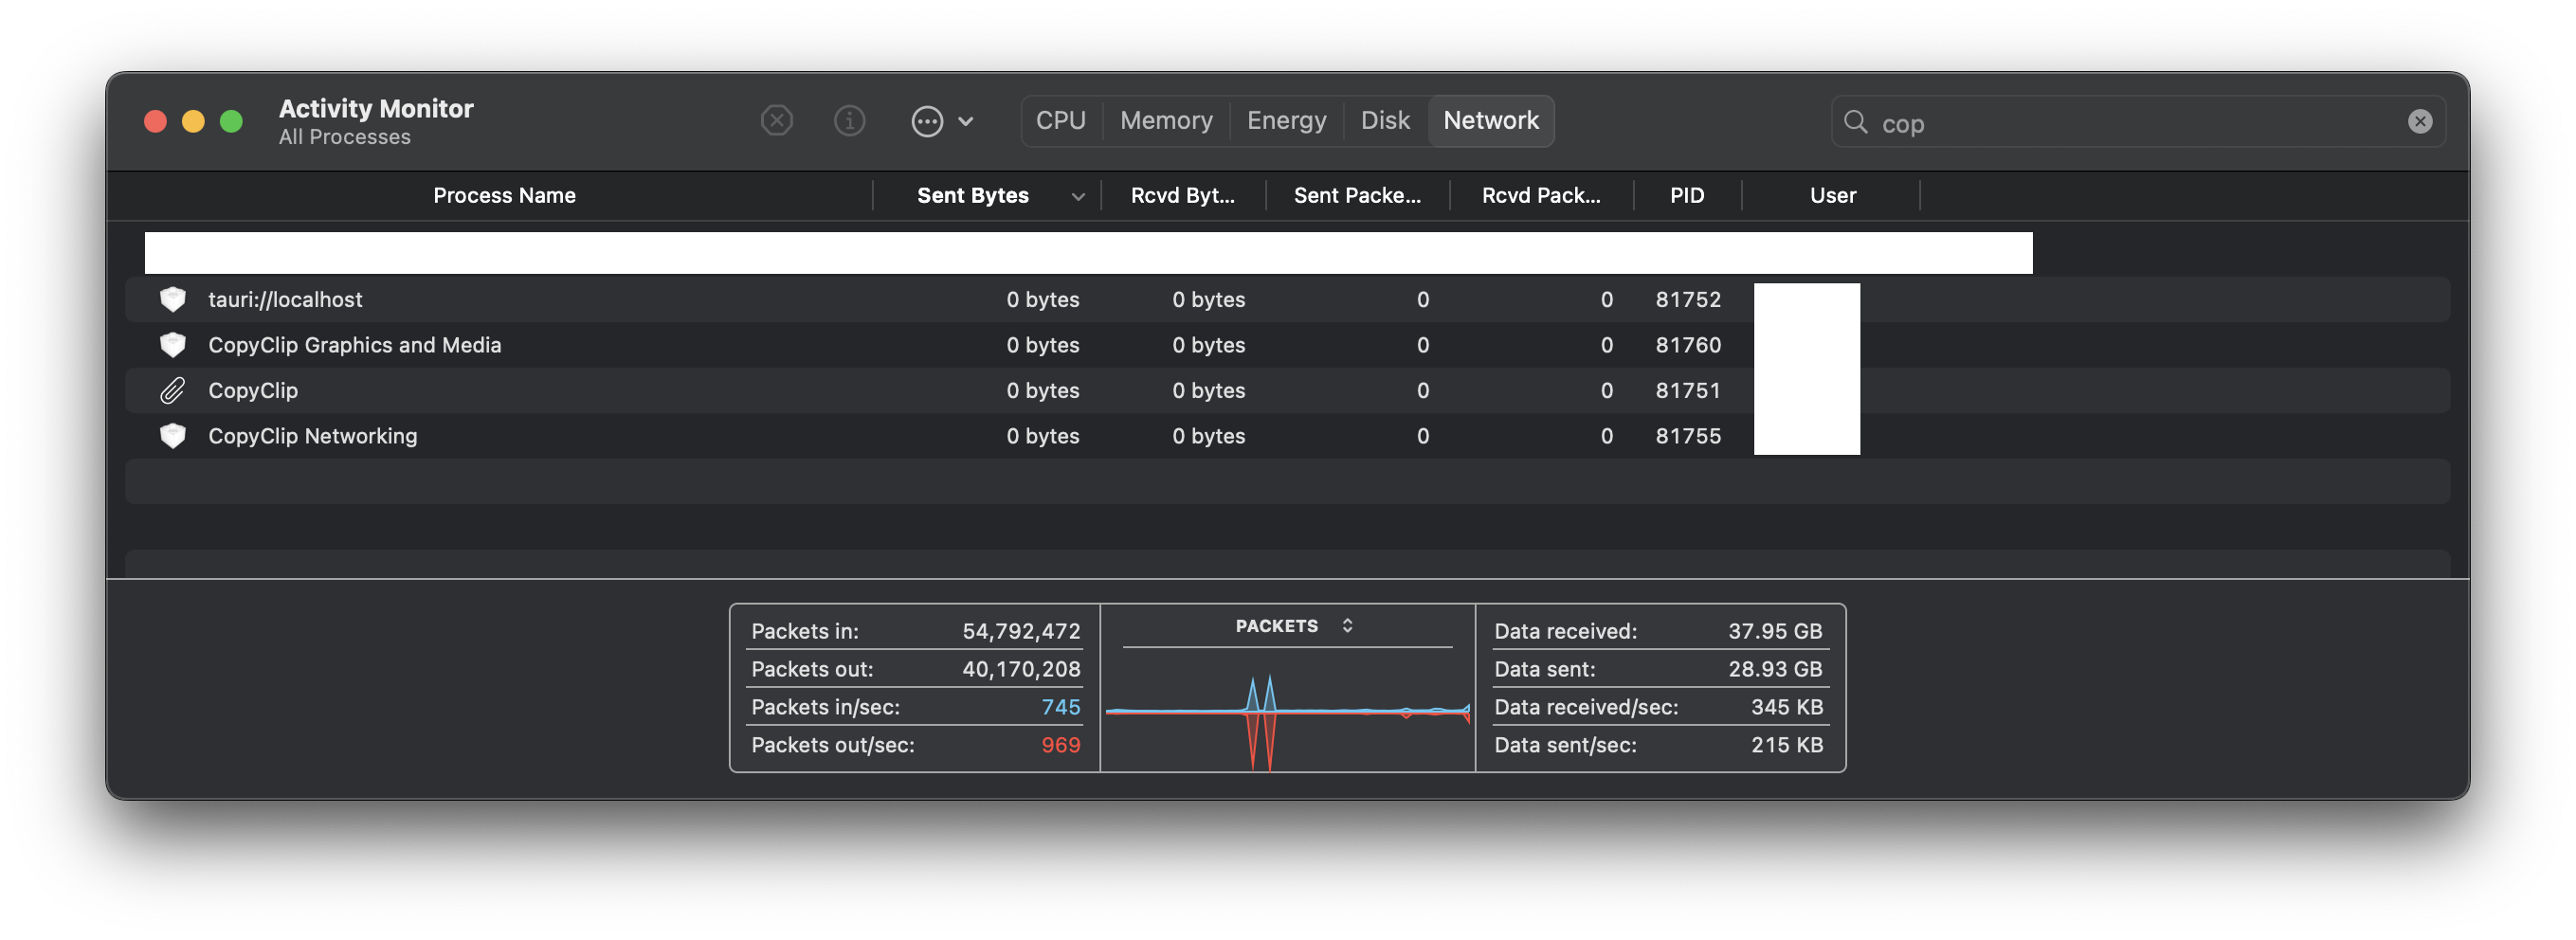 Activity Monitor
All Processes
CPU Memory Energy Disk Network
cop
Process Name Sent Bytes Rcvd Byt... Sent Packe... Rcvd Pack... PID User
tauri://localhost 0 bytes 0 bytes 0 0 81752
CopyClip Graphics and Media 0 bytes 0 bytes 0 0 81760
CopyClip 0 bytes 0 bytes 0 0 81751
CopyClip Networking 0 bytes 0 bytes 0 0 81755
Packets in: 54,792,472
Packets out: 40,170,208
Packets in/sec: 745
Packets out/sec: 969
PACKETS
Data received: 37.95 GB
Data sent: 28.93 GB
Data received/sec: 345 KB
Data sent/sec: 215 KB